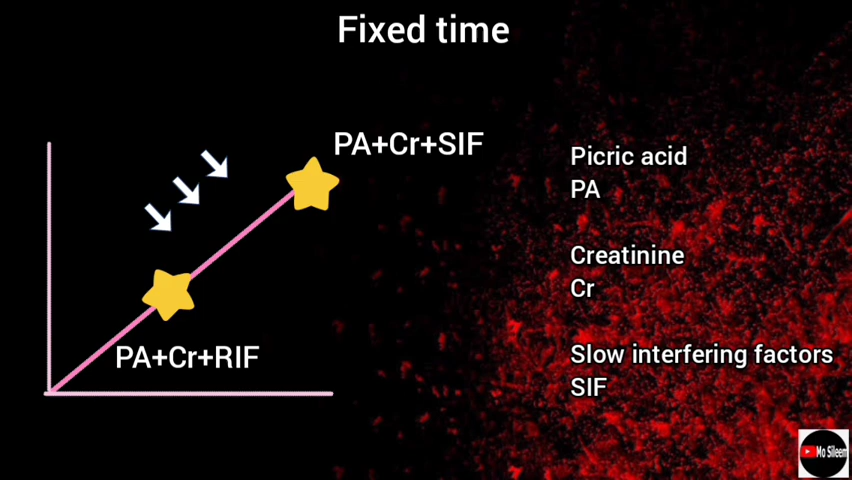 Fixed time
PA+Cr+SIF
PA+Cr+RIF
Picric acid
PA
Creatinine
Cr
Slow interfering factors
SIF
Mo Sileem